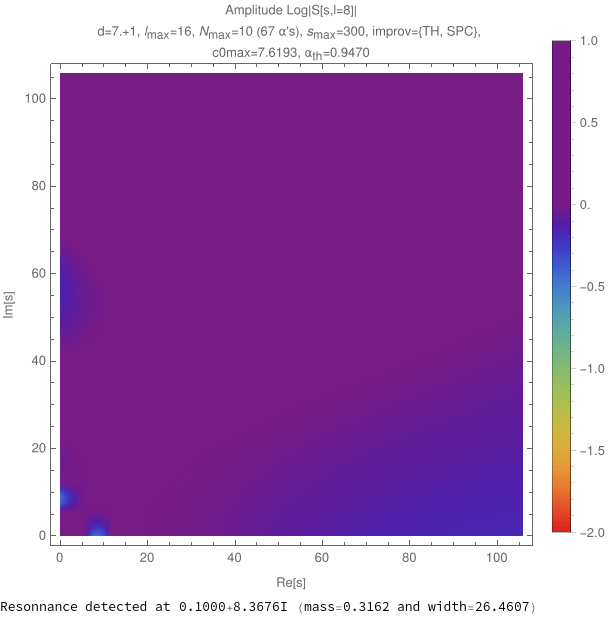 Amplitude Log|S[s,l=8]|
d=7.+1, lmax=16, Nmax=10 (67 α's), smax=300, improv={TH, SPC},
c0max=7.6193, αth=0.9470
1.0
0.5
0.
−0.5
−1.0
−1.5
−2.0
100
80
60
40
20
0
Im[s]
0 20 40 60 80 100
Re[s]
Resonnance detected at 0.1000+8.3676I (mass=0.3162 and width=26.4607)